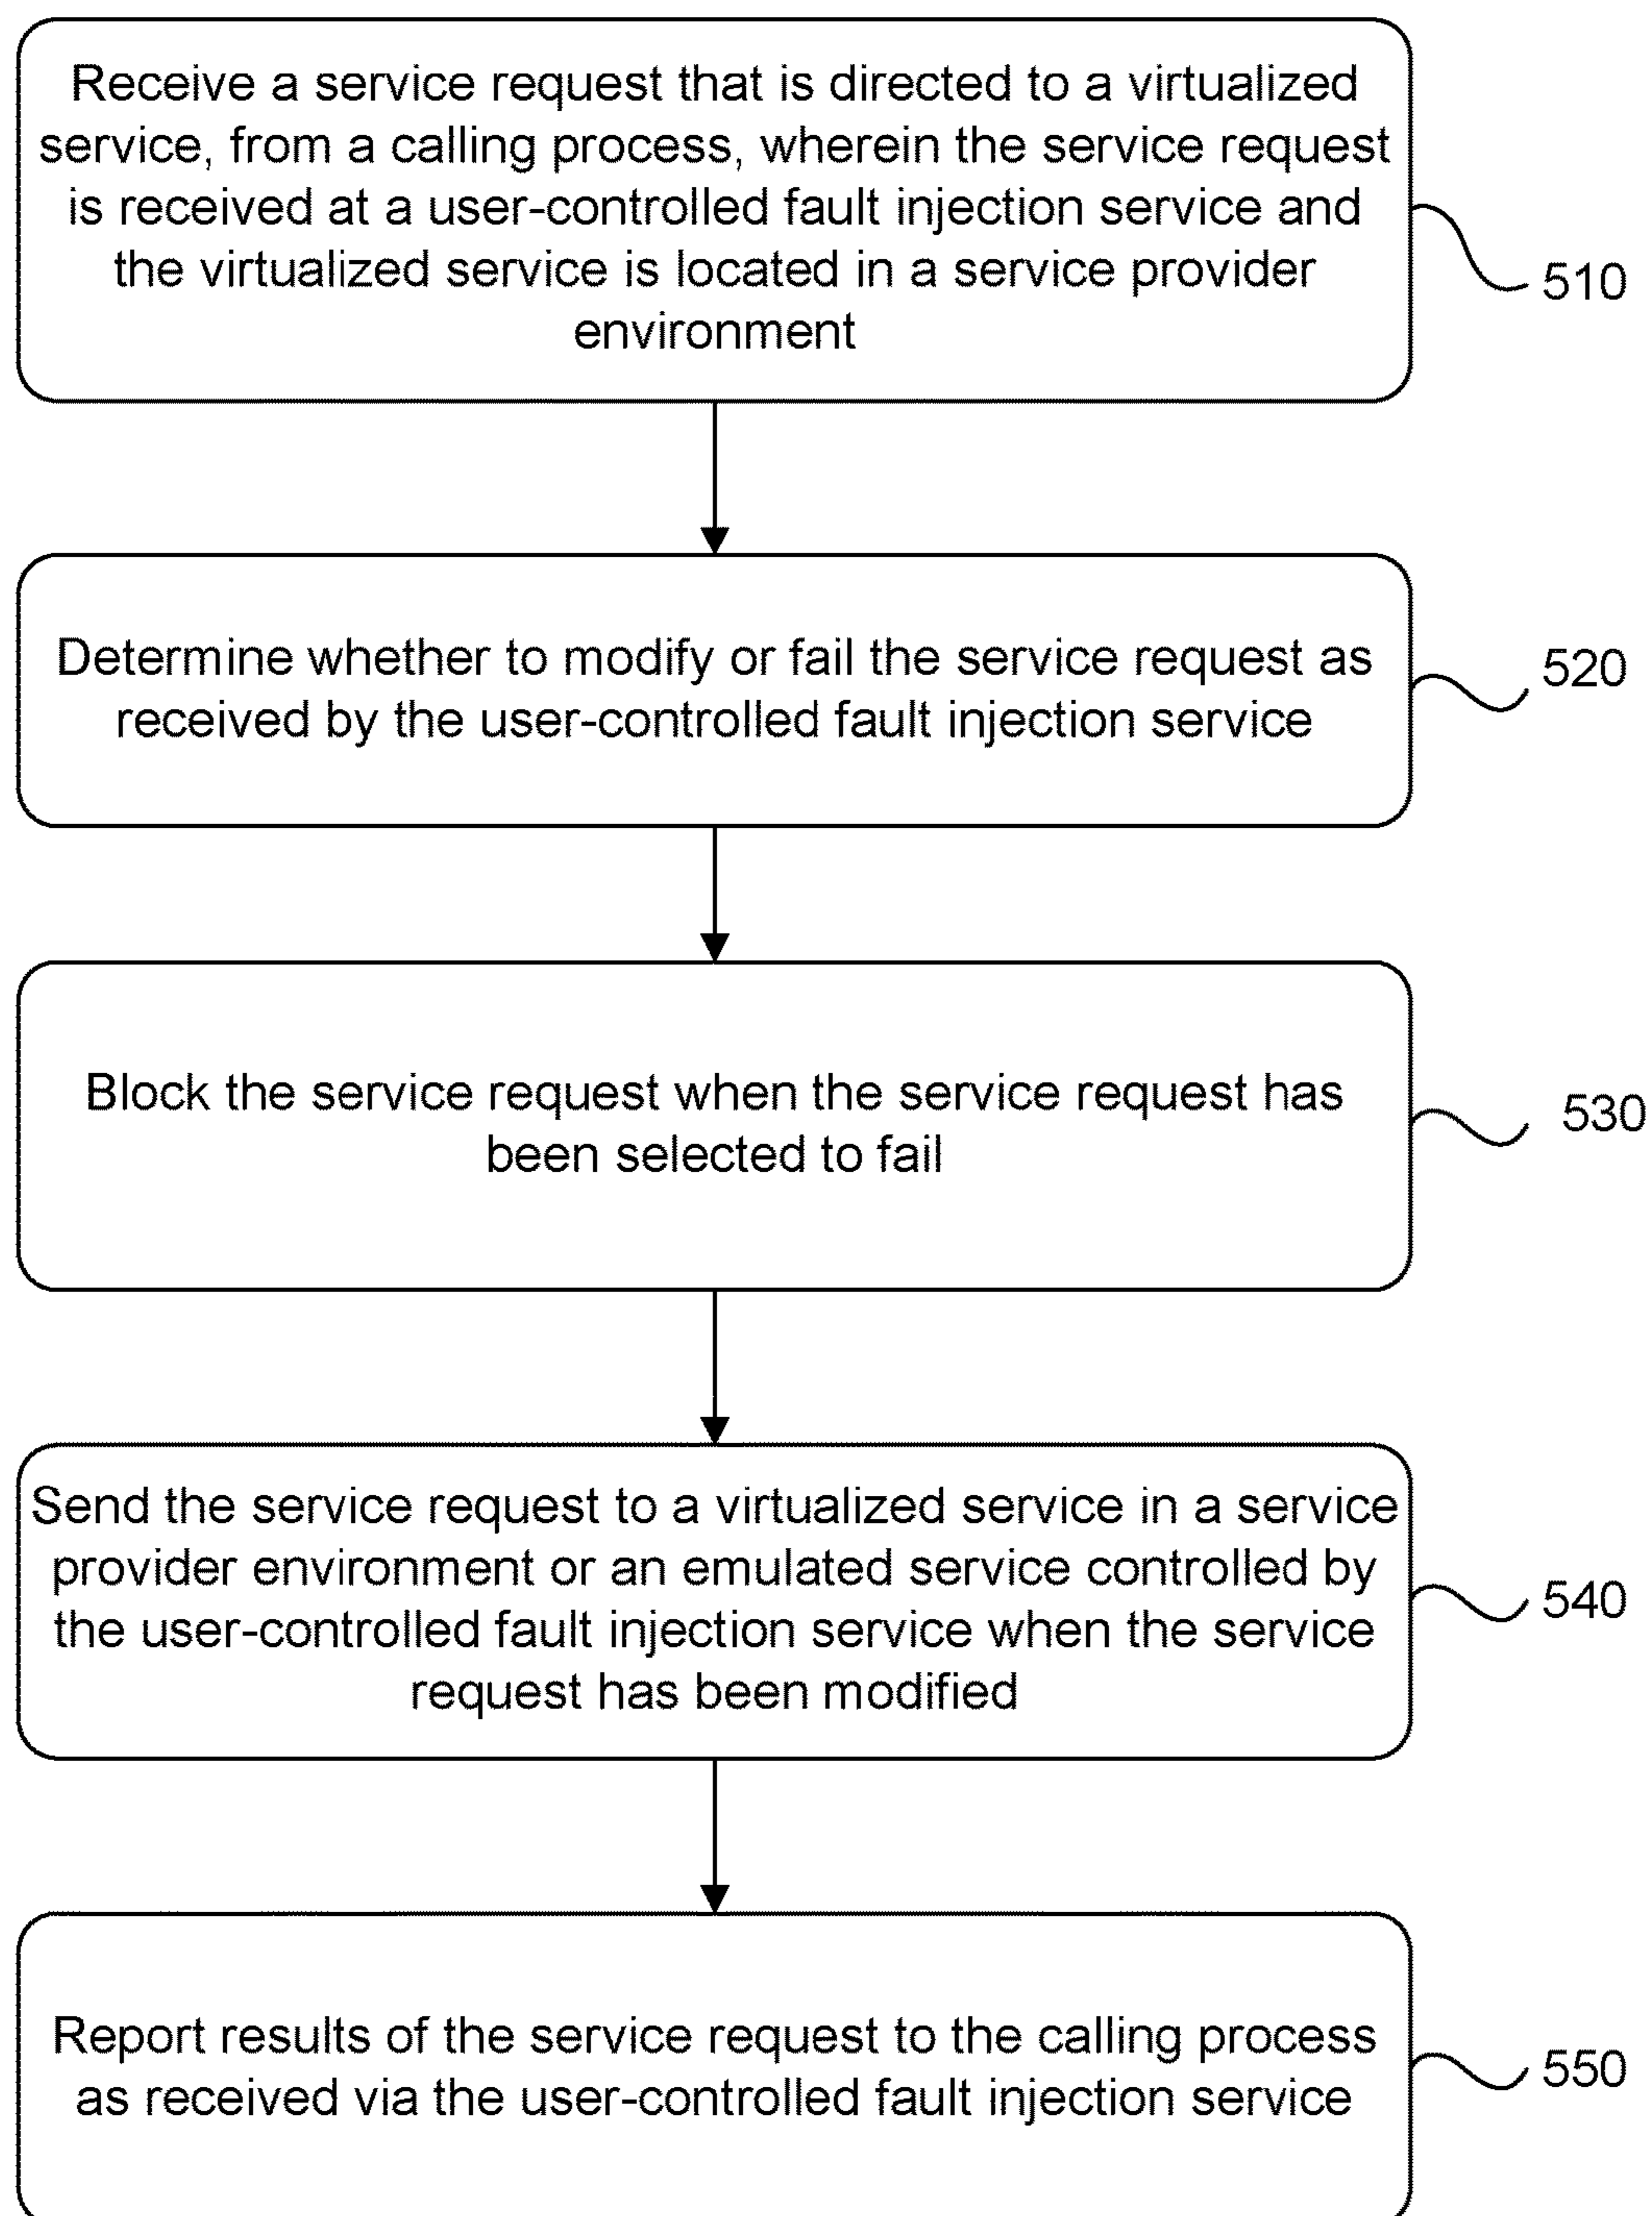 Receive a service request that is directed to a virtualized
service, from a calling process, wherein the service request
is received at a user-controlled fault injection service and
the virtualized service is located in a service provider
environment
510
Determine whether to modify or fail the service request as
received by the user-controlled fault injection service
520
Block the service request when the service request has
been selected to fail
530
Send the service request to a virtualized service in a service
provider environment or an emulated service controlled by
the user-controlled fault injection service when the service
request has been modified
540
Report results of the service request to the calling process
as received via the user-controlled fault injection service
550